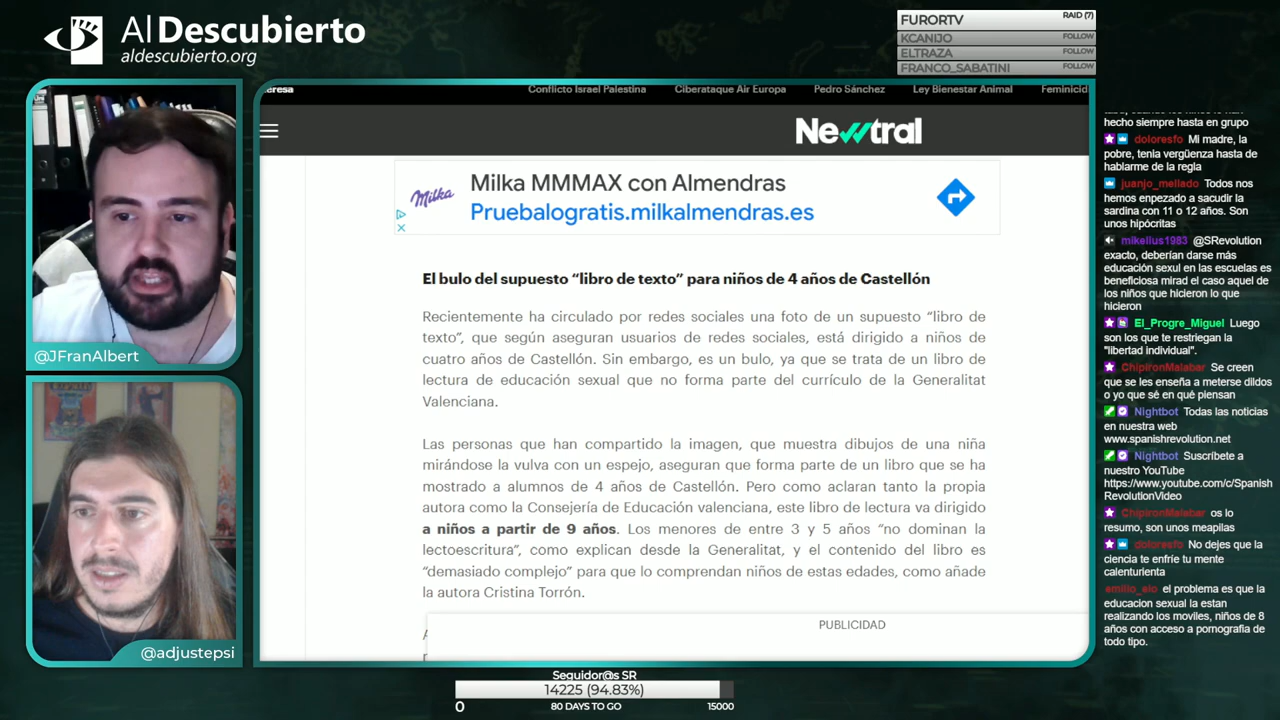 Al Descubierto
aldescubierto.org
FURORTV RAID (7)
KCANIJO FOLLOW
ELTRAZA FOLLOW
FRANCO_SABATINI FOLLOW
@JFranAlbert
@adjustepsi
eresa Conflicto Israel Palestina Ciberataque Air Europa Pedro Sánchez Ley Bienestar Animal Feminicid
Newtral
Milka
Milka MMMAX con Almendras
Pruebalogratis.milkalmendras.es
El bulo del supuesto “libro de texto” para niños de 4 años de Castellón
Recientemente ha circulado por redes sociales una foto de un supuesto “libro de
texto”, que según aseguran usuarios de redes sociales, está dirigido a niños de
cuatro años de Castellón. Sin embargo, es un bulo, ya que se trata de un libro de
lectura de educación sexual que no forma parte del currículo de la Generalitat
Valenciana.
Las personas que han compartido la imagen, que muestra dibujos de una niña
mirándose la vulva con un espejo, aseguran que forma parte de un libro que se ha
mostrado a alumnos de 4 años de Castellón. Pero como aclaran tanto la propia
autora como la Consejería de Educación valenciana, este libro de lectura va dirigido
a niños a partir de 9 años. Los menores de entre 3 y 5 años “no dominan la
lectoescritura”, como explican desde la Generalitat, y el contenido del libro es
“demasiado complejo” para que lo comprendan niños de estas edades, como añade
la autora Cristina Torrón.
PUBLICIDAD
hecho siempre hasta en grupo
doloresfo Mi madre, la
pobre, tenía vergüenza hasta de
hablarme de la regla
juanjo_mellado Todos nos
hemos enpezado a sacudir la
sardina con 11 o 12 años. Son
unos hipócritas
mikelius1983 @SRevolution
exacto, deberían darse más
educación sexul en las escuelas es
beneficiosa mirad el caso aquel de
los niños que hicieron lo que
hicieron
El_Progre_Miguel Luego
son los que te restriegan la
"libertad individual".
ChipironMalabar Se creen
que se les enseña a meterse dildos
o yo que sé en qué piensan
Nightbot Todas las noticias
en nuestra web
www.spanishrevolution.net
Nightbot Suscríbete a
nuestro YouTube
https://www.youtube.com/c/Spanish
RevolutionVideo
ChipironMalabar os lo
resumo, son unos meapilas
doloresfo No dejes que la
ciencia te enfríe tu mente
calenturienta
emilio_aio el problema es que la
educacion sexual la estan
realizando los moviles, niños de 8
años con acceso a pornografia de
todo tipo.
Seguidor@s SR
14225 (94.83%)
0 80 DAYS TO GO 15000